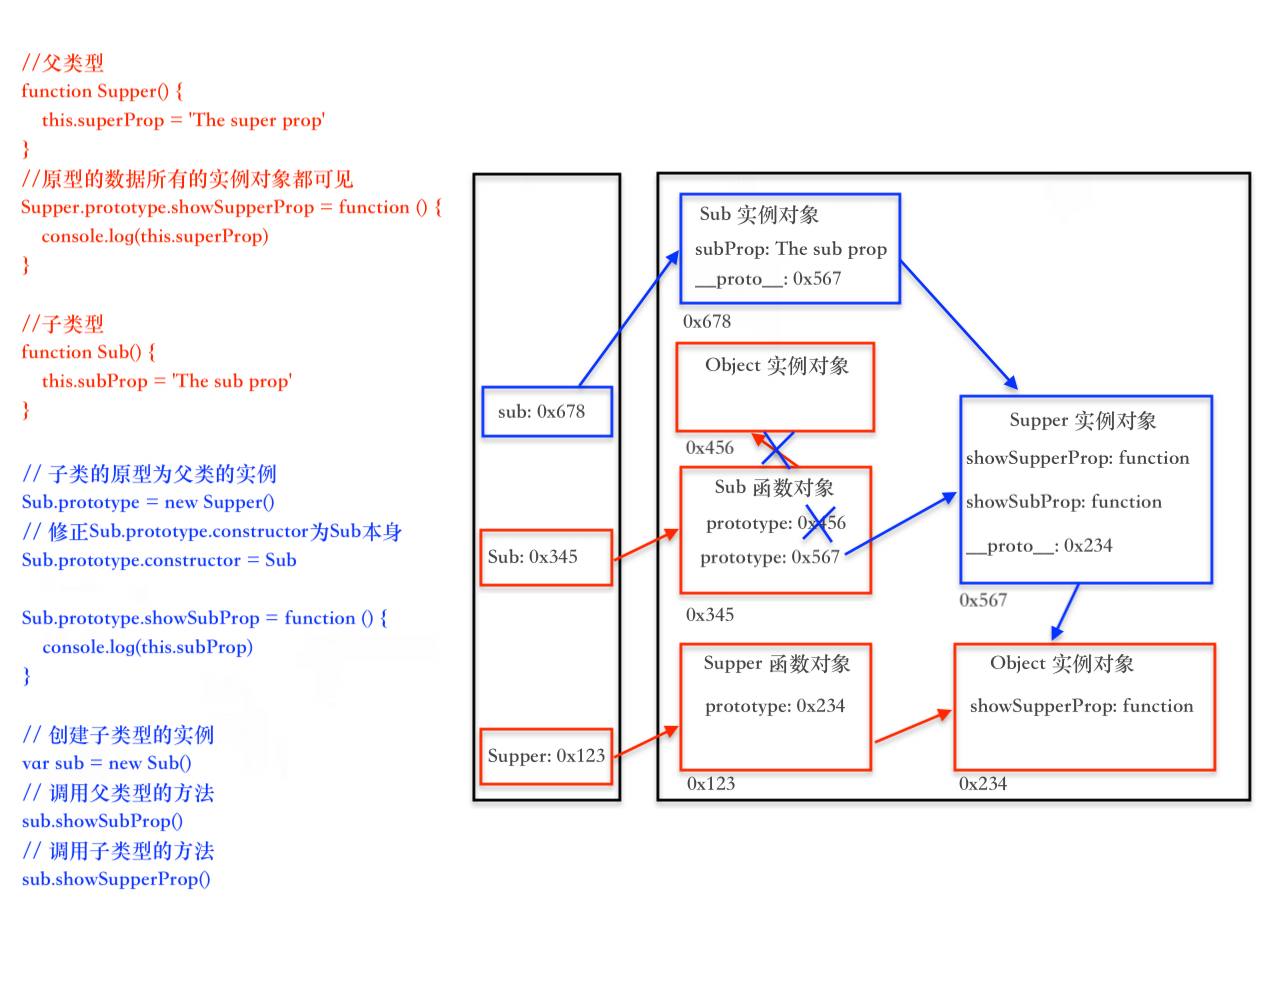 //父类型
function Supper() {
this.superProp = 'The super prop'
}
//原型的数据所有的实例对象都可见
Supper.prototype.showSupperProp = function () {
console.log(this.superProp)
}
//子类型
function Sub() {
this.subProp = 'The sub prop'
}
// 子类的原型为父类的实例
Sub.prototype = new Supper()
// 修正Sub.prototype.constructor为Sub本身
Sub.prototype.constructor = Sub
Sub.prototype.showSubProp = function () {
console.log(this.subProp)
}
// 创建子类型的实例
var sub = new Sub()
// 调用父类型的方法
sub.showSubProp()
// 调用子类型的方法
sub.showSupperProp()
sub: 0x678
Sub: 0x345
Supper: 0x123
Sub 实例对象
subProp: The sub prop
__proto__: 0x567
0x678
Object 实例对象
0x456
Sub 函数对象
prototype: 0x456
prototype: 0x567
0x345
Supper 函数对象
prototype: 0x234
0x123
Supper 实例对象
showSupperProp: function
showSubProp: function
__proto__: 0x234
0x567
Object 实例对象
showSupperProp: function
0x234